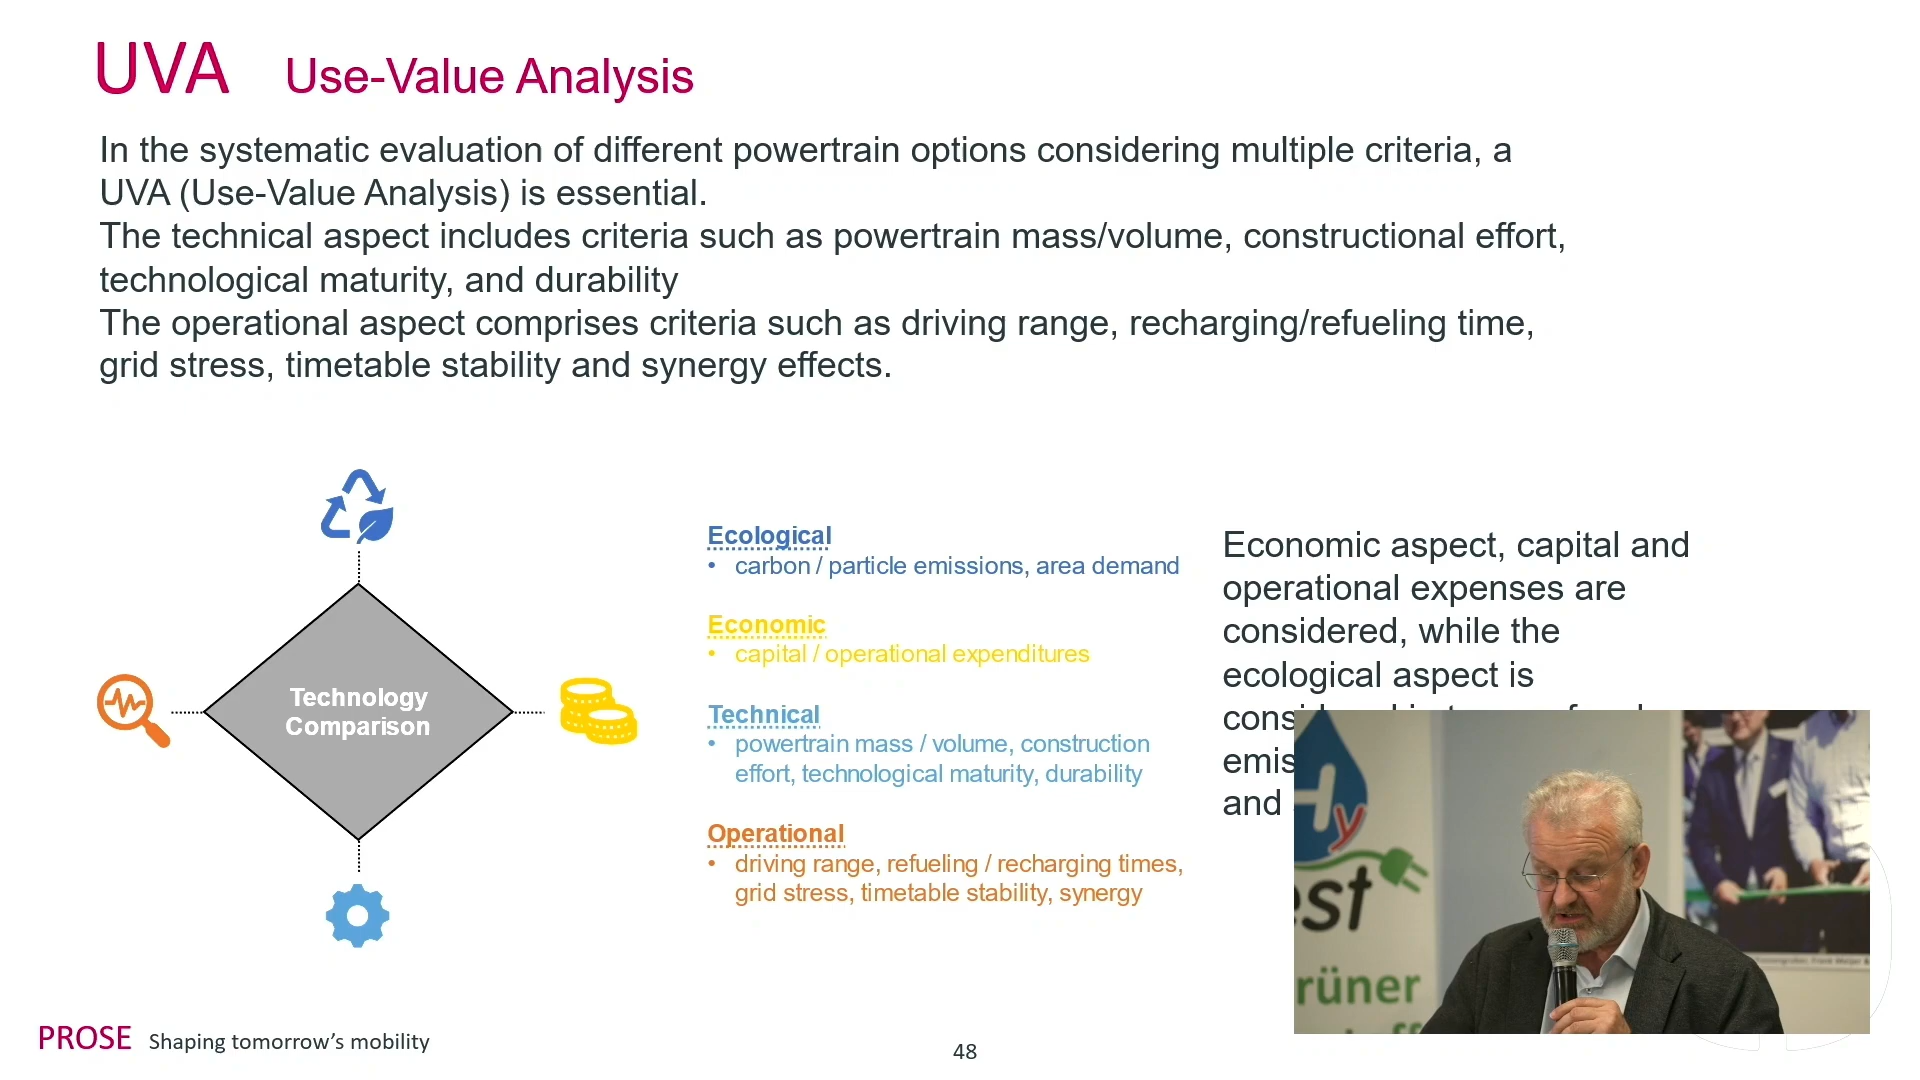 UVA Use-Value Analysis
In the systematic evaluation of different powertrain options considering multiple criteria, a
UVA (Use-Value Analysis) is essential.
The technical aspect includes criteria such as powertrain mass/volume, constructional effort,
technological maturity, and durability
The operational aspect comprises criteria such as driving range, recharging/refueling time,
grid stress, timetable stability and synergy effects.
Technology
Comparison
Ecological
• carbon / particle emissions, area demand
Economic
• capital / operational expenditures
Technical
• powertrain mass / volume, construction
effort, technological maturity, durability
Operational
• driving range, refueling / recharging times,
grid stress, timetable stability, synergy
Economic aspect, capital and
operational expenses are
considered, while the
ecological aspect is
and
Hy
est
rüner
PROSE Shaping tomorrow's mobility
48